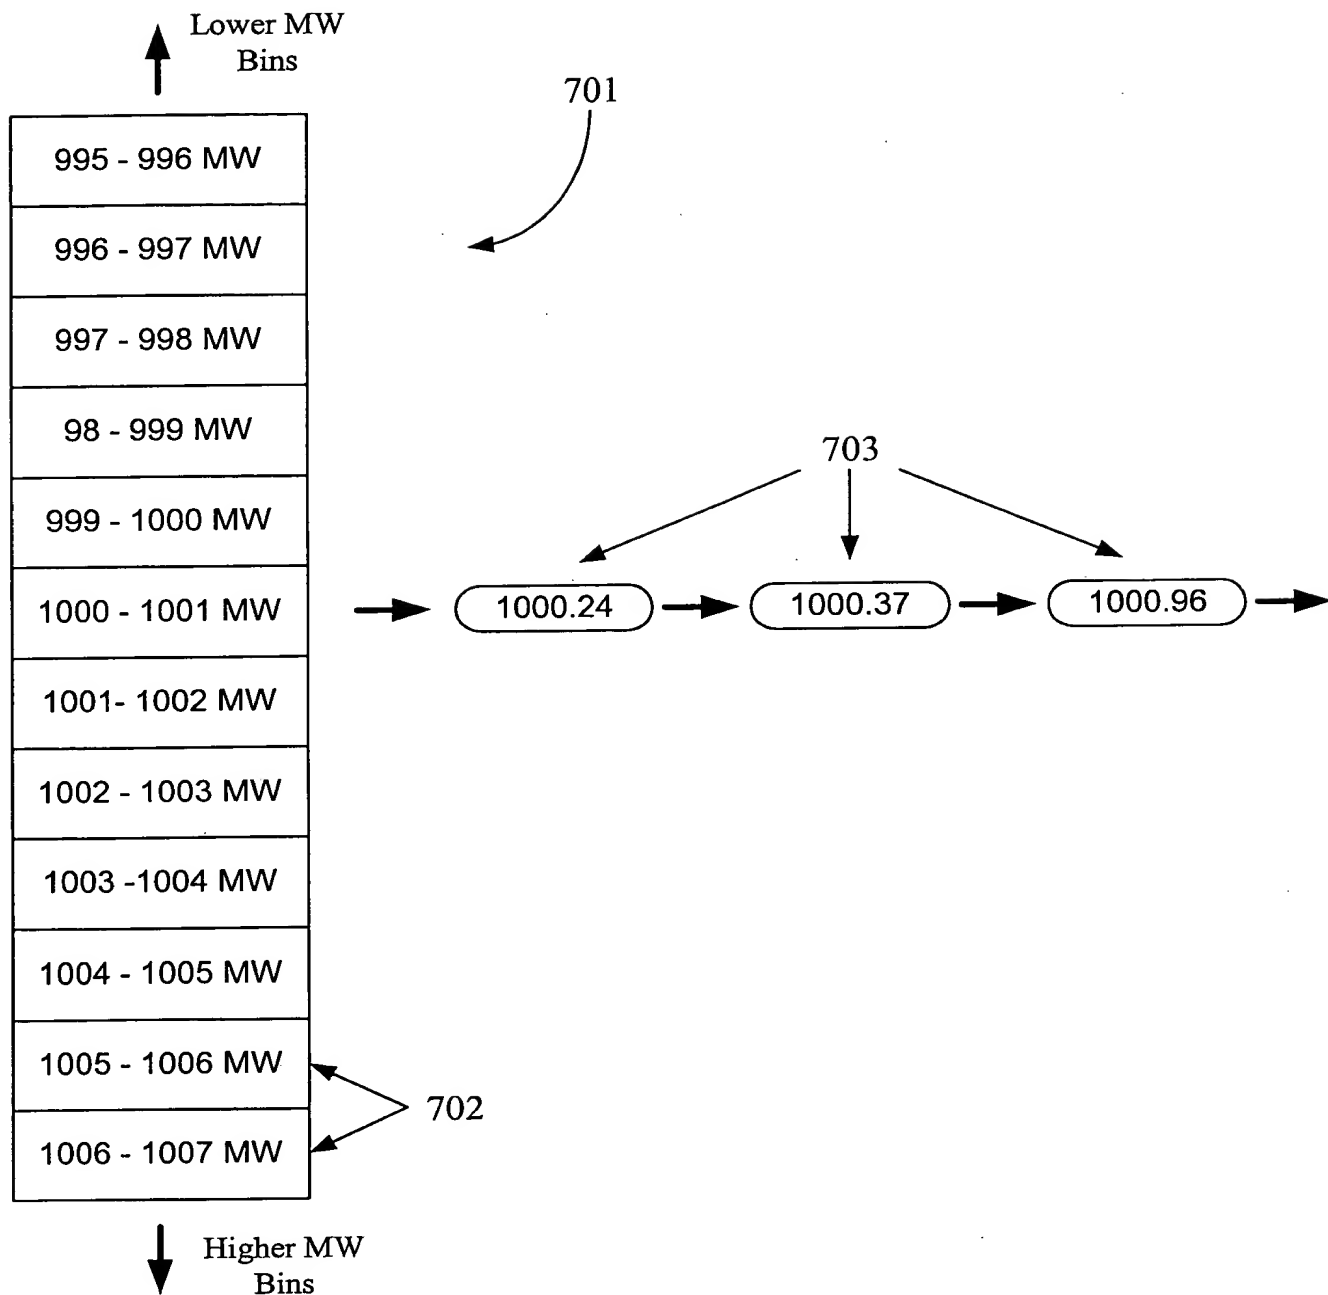 Lower MW
Bins
701
995 - 996 MW
996 - 997 MW
997 - 998 MW
98 - 999 MW
703
999 - 1000 MW
1000 - 1001 MW
1000.24
1000.37
1000.96
1001- 1002 MW
1002 - 1003 MW
1003 -1004 MW
1004 - 1005 MW
1005 - 1006 MW
702
1006 - 1007 MW
Higher MW
Bins